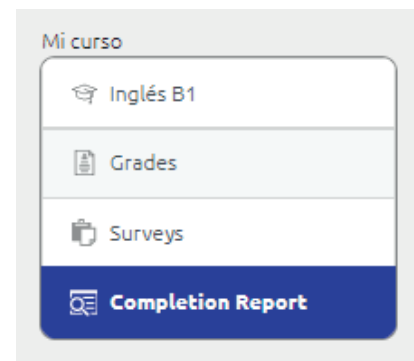 Mi curso
Inglés B1
Grades
Surveys
Completion Report